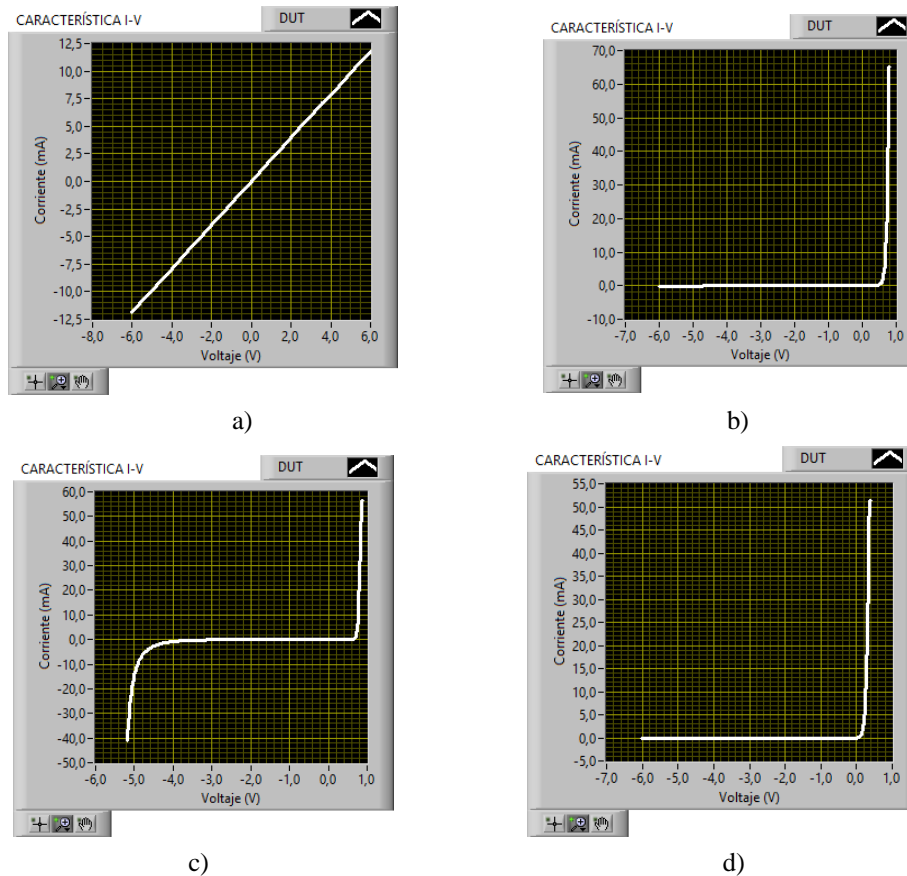 CARACTERÍSTICA I-V
DUT
12,5
10,0
7,5
5,0
2,5
0,0
-2,5
-5,0
-7,5
-10,0
-12,5
Corriente (mA)
-8,0 -6,0 -4,0 -2,0 0,0 2,0 4,0 6,0
Voltaje (V)
a)
CARACTERÍSTICA I-V
DUT
70,0
60,0
50,0
40,0
30,0
20,0
10,0
0,0
-10,0
Corriente (mA)
-7,0 -6,0 -5,0 -4,0 -3,0 -2,0 -1,0 0,0 1,0
Voltaje (V)
b)
CARACTERÍSTICA I-V
DUT
60,0
50,0
40,0
30,0
20,0
10,0
0,0
-10,0
-20,0
-30,0
-40,0
-50,0
Corriente (mA)
-6,0 -5,0 -4,0 -3,0 -2,0 -1,0 0,0 1,0
Voltaje (V)
c)
CARACTERÍSTICA I-V
DUT
55,0
50,0
45,0
40,0
35,0
30,0
25,0
20,0
15,0
10,0
5,0
0,0
-5,0
Corriente (mA)
-7,0 -6,0 -5,0 -4,0 -3,0 -2,0 -1,0 0,0 1,0
Voltaje (V)
d)